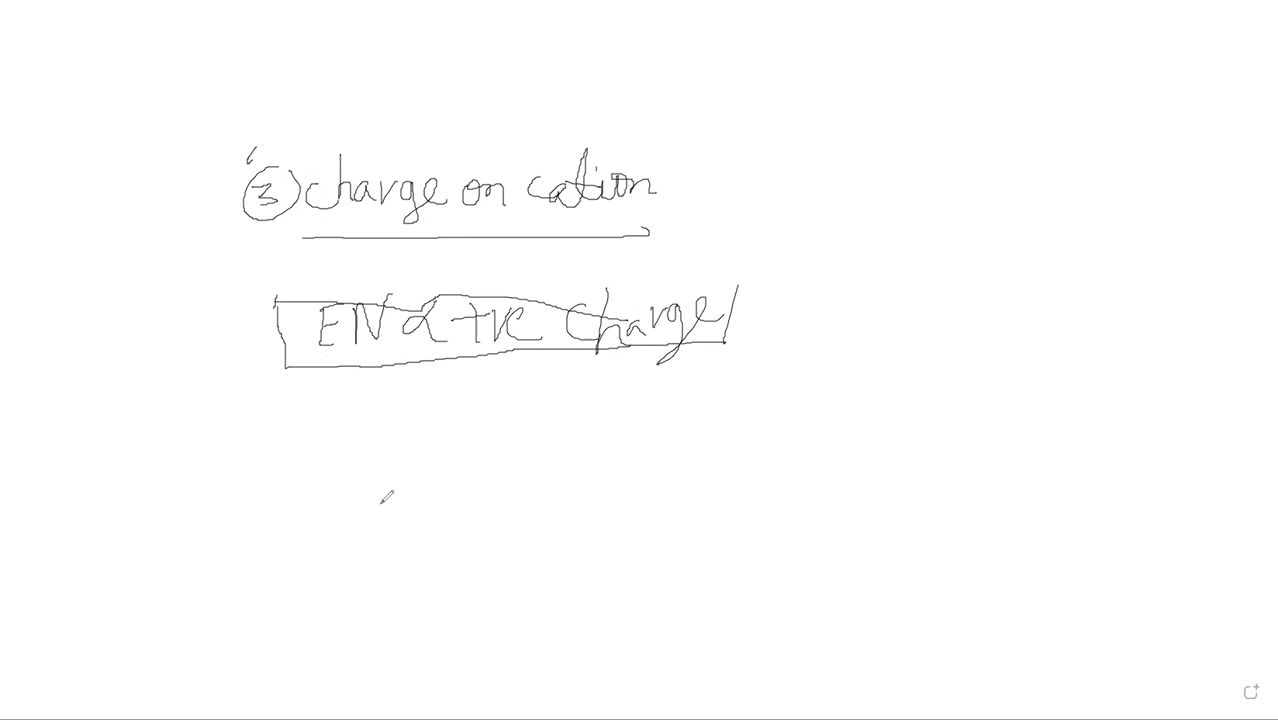 ③ charge on cation
EN ∝ +ve charge